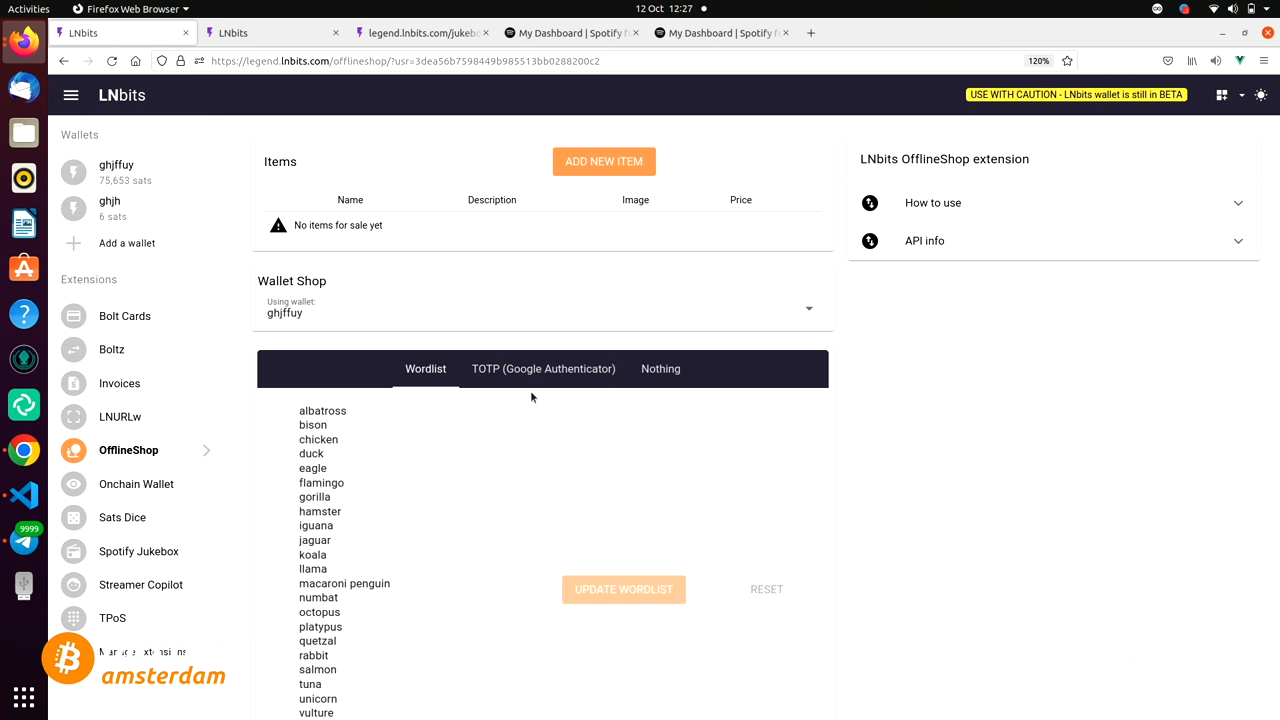 Activities
Firefox Web Browser
12 Oct 12:27
LNbits
LNbits
legend.lnbits.com/jukebo
My Dashboard | Spotify f
My Dashboard | Spotify f
https://legend.lnbits.com/offlineshop/?usr=3dea56b7598449b985513bb0288200c2
120%
LNbits
USE WITH CAUTION - LNbits wallet is still in BETA
Wallets
ghjffuy
75,653 sats
ghjh
6 sats
Add a wallet
Extensions
Bolt Cards
Boltz
Invoices
LNURLw
OfflineShop
Onchain Wallet
Sats Dice
Spotify Jukebox
Streamer Copilot
TPoS
amsterdam
9999
Items
ADD NEW ITEM
Name Description Image Price
No items for sale yet
Wallet Shop
Using wallet:
ghjffuy
Wordlist
TOTP (Google Authenticator)
Nothing
albatross
bison
chicken
duck
eagle
flamingo
gorilla
hamster
iguana
jaguar
koala
llama
macaroni penguin
numbat
octopus
platypus
quetzal
rabbit
salmon
tuna
unicorn
vulture
UPDATE WORDLIST
RESET
LNbits OfflineShop extension
How to use
API info